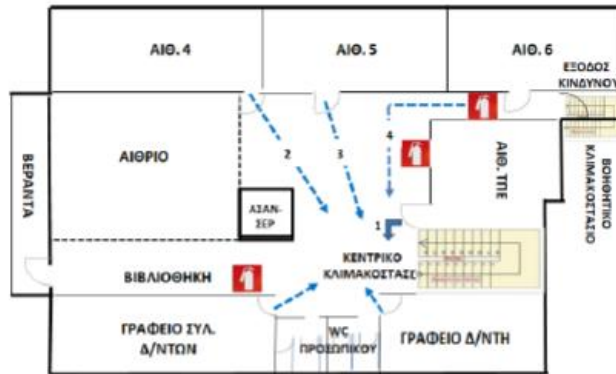 ΑΙΘ. 4
ΑΙΘ. 5
ΑΙΘ. 6
ΕΞΟΔΟΣ
ΚΙΝΔΥΝΟΥ
ΒΕΡΑΝΤΑ
ΑΙΘΡΙΟ
2
3
4
ΑΙΘ. ΤΠΕ
ΒΟΗΘΗΤΙΚΟ
ΚΛΙΜΑΚΟΣΤΑΣΙΟ
ΑΣΑΝ-
ΣΕΡ
1
ΚΕΝΤΡΙΚΟ
ΚΛΙΜΑΚΟΣΤΑΣΙ
ΒΙΒΛΙΟΘΗΚΗ
ΓΡΑΦΕΙΟ ΣΥΛ.
Δ/ΝΤΩΝ
WC
ΠΡΟΣΩΠΙΚΟΥ
ΓΡΑΦΕΙΟ Δ/ΝΤΗ